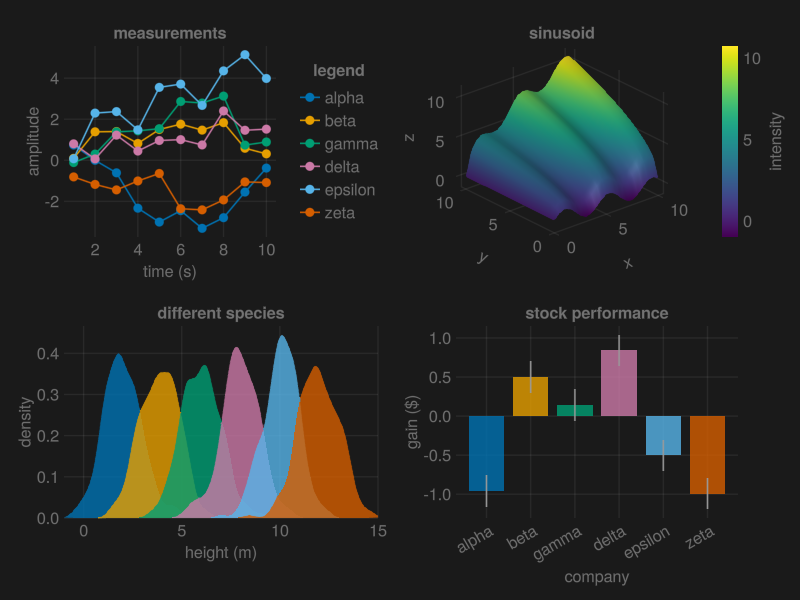 measurements
amplitude
4
2
0
-2
2 4 6 8 10
time (s)
legend
alpha
beta
gamma
delta
epsilon
zeta
sinusoid
z
10
5
0
10
5
0
y
0
5
10
x
10
5
0
intensity
different species
density
0.4
0.3
0.2
0.1
0.0
0 5 10 15
height (m)
stock performance
gain ($)
1.0
0.5
0.0
-0.5
-1.0
alpha beta gamma delta epsilon zeta
company